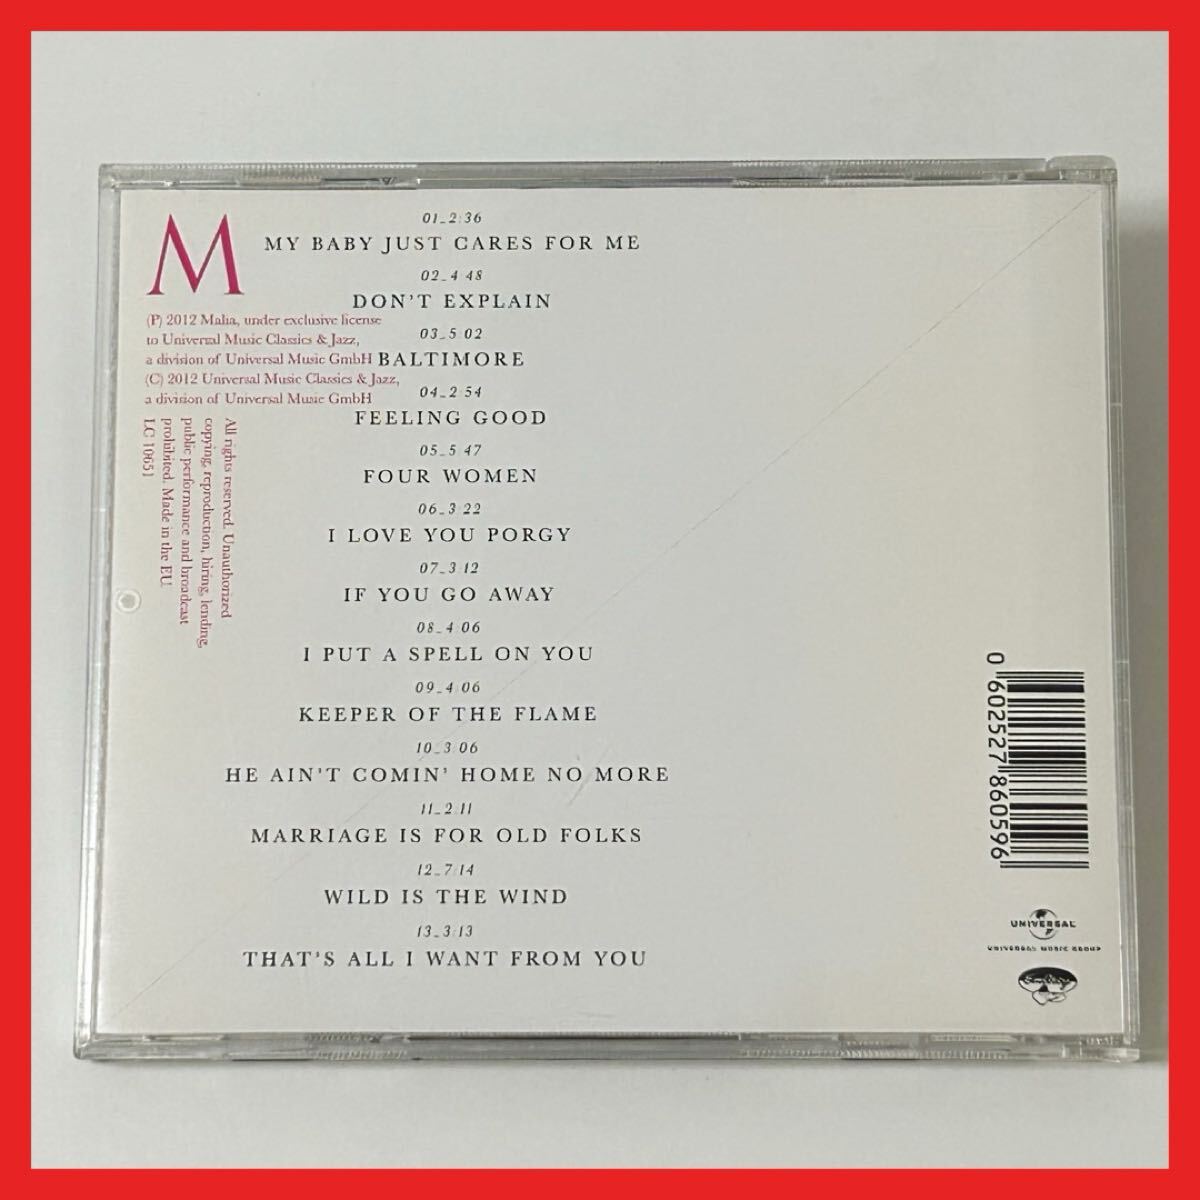 M
(P) 2012 Malia, under exclusive license
to Universal Music Classics & Jazz,
a division of Universal Music GmbH
(C) 2012 Universal Music Classics & Jazz,
a division of Universal Music GmbH
All rights reserved. Unauthorized
copying, reproduction, hiring, lending,
public performance and broadcast
prohibited. Made in the EU.
LC 10651
01_2:36
MY BABY JUST CARES FOR ME
02_4:48
DON'T EXPLAIN
03_5:02
BALTIMORE
04_2:54
FEELING GOOD
05_5:47
FOUR WOMEN
06_3:22
I LOVE YOU PORGY
07_3:12
IF YOU GO AWAY
08_4:06
I PUT A SPELL ON YOU
09_4:06
KEEPER OF THE FLAME
10_3:06
HE AIN'T COMIN' HOME NO MORE
11_2:11
MARRIAGE IS FOR OLD FOLKS
12_7:14
WILD IS THE WIND
13_3:13
THAT'S ALL I WANT FROM YOU
0 602527 860596
UNIVERSAL
UNIVERSAL MUSIC GROUP
EmArcy